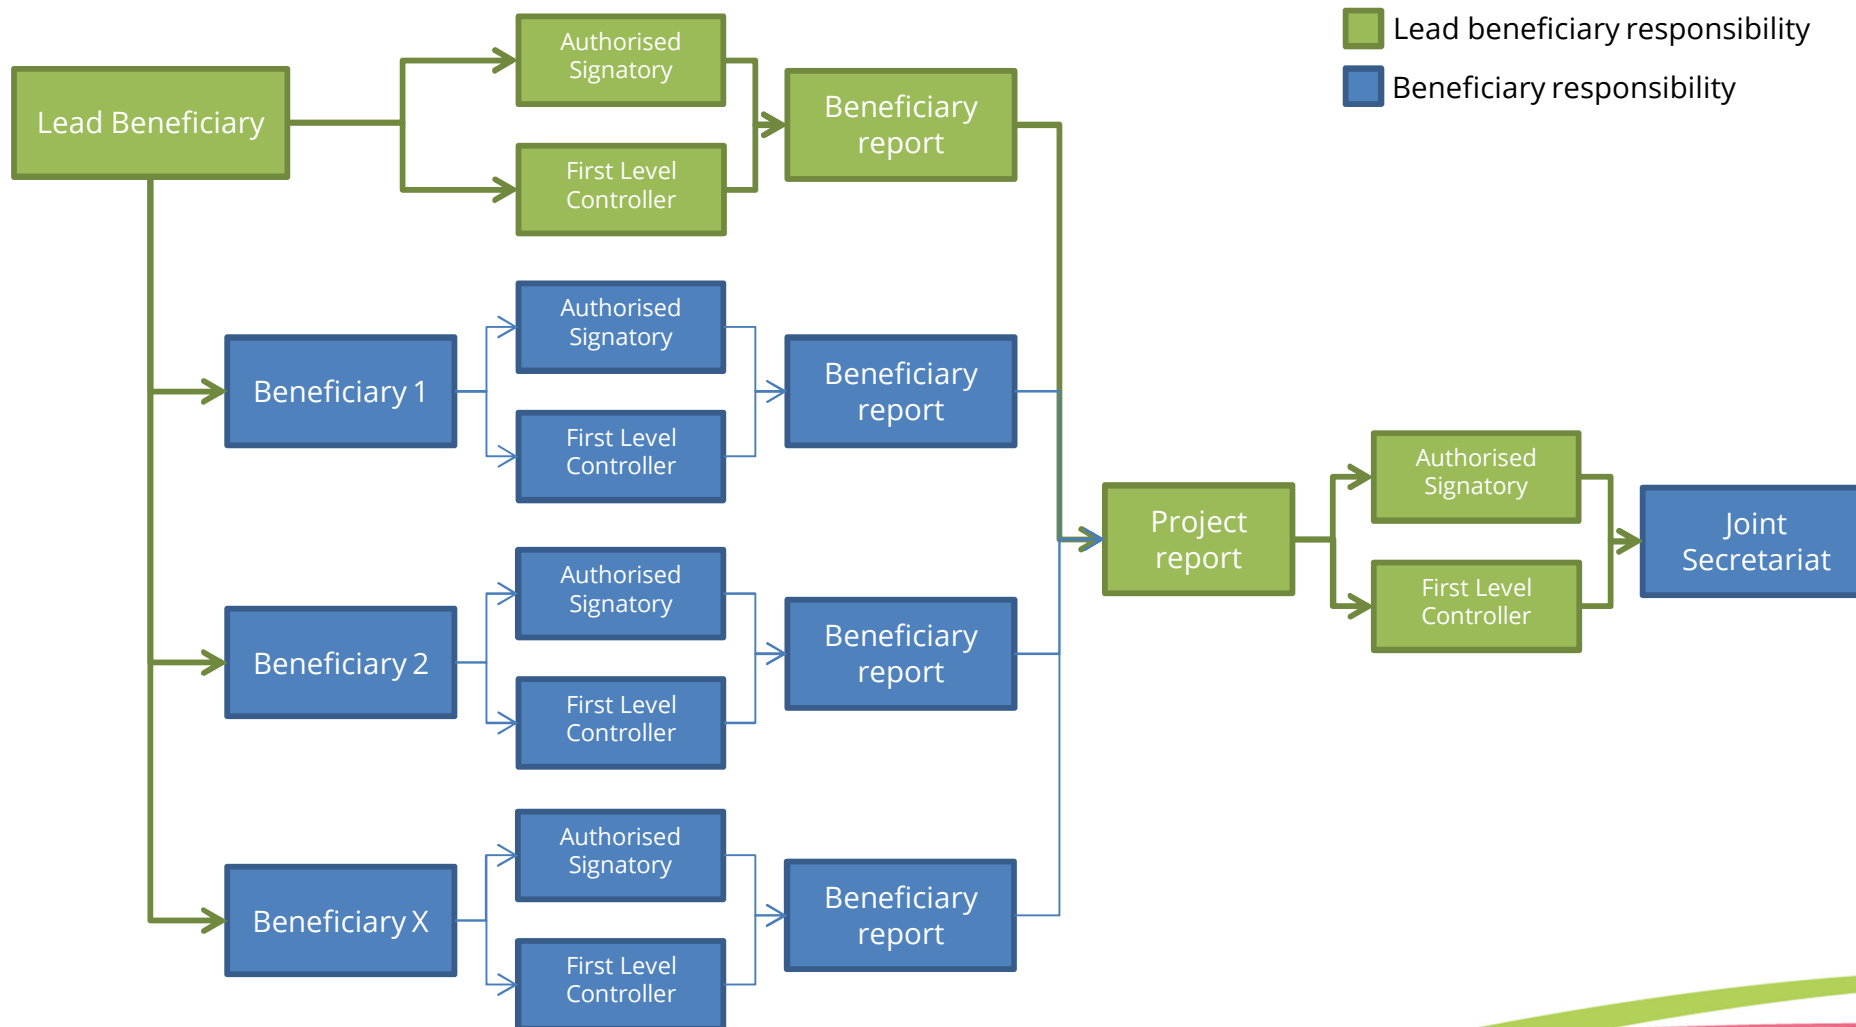 Lead beneficiary responsibility
Beneficiary responsibility
Lead Beneficiary
Authorised
Signatory
First Level
Controller
Beneficiary
report
Beneficiary 1
Authorised
Signatory
First Level
Controller
Beneficiary
report
Beneficiary 2
Authorised
Signatory
First Level
Controller
Beneficiary
report
Beneficiary X
Authorised
Signatory
First Level
Controller
Beneficiary
report
Project
report
Authorised
Signatory
First Level
Controller
Joint
Secretariat